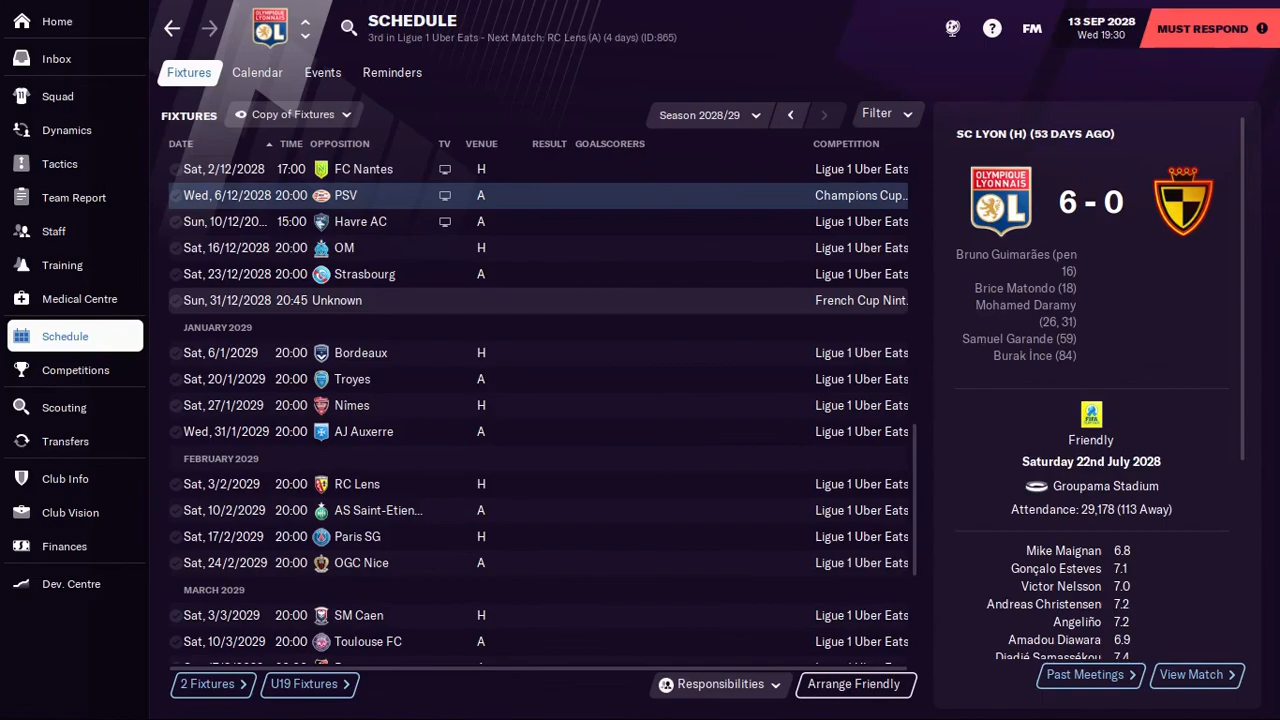 SCHEDULE
3rd in Ligue 1 Uber Eats - Next Match: RC Lens (A) (4 days) (ID:865)
FM
13 SEP 2028
Wed 19:30
MUST RESPOND
Home
Inbox
Squad
Dynamics
Tactics
Team Report
Staff
Training
Medical Centre
Schedule
Competitions
Scouting
Transfers
Club Info
Club Vision
Finances
Dev. Centre
Fixtures Calendar Events Reminders
FIXTURES Copy of Fixtures Season 2028/29 Filter
DATE TIME OPPOSITION TV VENUE RESULT GOALSCORERS COMPETITION
Sat, 2/12/2028 17:00 FC Nantes H Ligue 1 Uber Eats
Wed, 6/12/2028 20:00 PSV A Champions Cup..
Sun, 10/12/20... 15:00 Havre AC A Ligue 1 Uber Eats
Sat, 16/12/2028 20:00 OM H Ligue 1 Uber Eats
Sat, 23/12/2028 20:00 Strasbourg A Ligue 1 Uber Eats
Sun, 31/12/2028 20:45 Unknown French Cup Nint.
JANUARY 2029
Sat, 6/1/2029 20:00 Bordeaux H Ligue 1 Uber Eats
Sat, 20/1/2029 20:00 Troyes A Ligue 1 Uber Eats
Sat, 27/1/2029 20:00 Nîmes H Ligue 1 Uber Eats
Wed, 31/1/2029 20:00 AJ Auxerre A Ligue 1 Uber Eats
FEBRUARY 2029
Sat, 3/2/2029 20:00 RC Lens H Ligue 1 Uber Eats
Sat, 10/2/2029 20:00 AS Saint-Etien... A Ligue 1 Uber Eats
Sat, 17/2/2029 20:00 Paris SG H Ligue 1 Uber Eats
Sat, 24/2/2029 20:00 OGC Nice A Ligue 1 Uber Eats
MARCH 2029
Sat, 3/3/2029 20:00 SM Caen H Ligue 1 Uber Eats
Sat, 10/3/2029 20:00 Toulouse FC A Ligue 1 Uber Eats
2 Fixtures U19 Fixtures Responsibilities Arrange Friendly
SC LYON (H) (53 DAYS AGO)
OLYMPIQUE
LYONNAIS
OL
6 - 0
Bruno Guimarães (pen
16)
Brice Matondo (18)
Mohamed Daramy
(26, 31)
Samuel Garande (59)
Burak İnce (84)
Friendly
Saturday 22nd July 2028
Groupama Stadium
Attendance: 29,178 (113 Away)
Mike Maignan 6.8
Gonçalo Esteves 7.1
Victor Nelsson 7.0
Andreas Christensen 7.2
Angeliño 7.2
Amadou Diawara 6.9
Diadié Samassékou 7.4
Past Meetings View Match